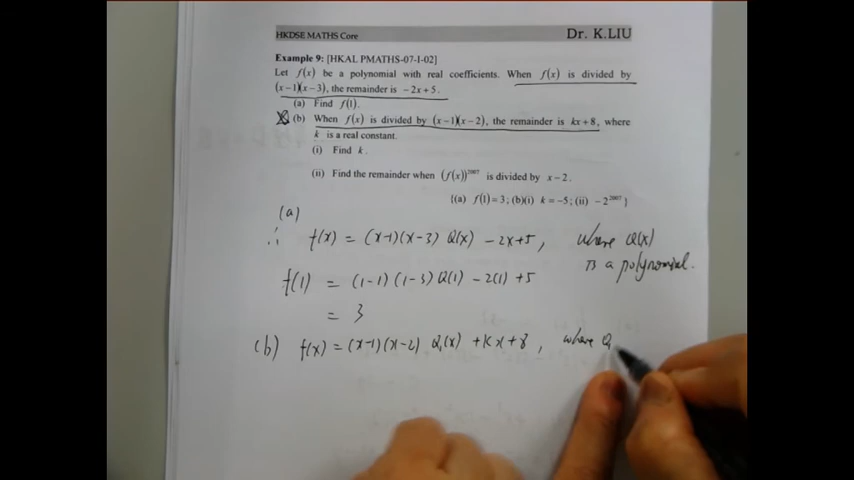 HKDSE MATHS Core Dr. K.LIU
Example 9: [HKAL PMATHS-07-I-02]
Let f(x) be a polynomial with real coefficients. When f(x) is divided by
(x−1)(x−3), the remainder is −2x+5.
(a) Find f(1).
(b) When f(x) is divided by (x−1)(x−2), the remainder is kx+8, where
k is a real constant.
(i) Find k.
(ii) Find the remainder when (f(x))²⁰⁰⁷ is divided by x−2.
{(a) f(1)=3; (b)(i) k=−5; (ii) −2²⁰⁰⁷}
(a)
∴ f(x) = (x−1)(x−3) Q(x) − 2x+5, where Q(x)
is a polynomial.
f(1) = (1−1)(1−3) Q(1) − 2(1) +5
= 3
(b) f(x) = (x−1)(x−2) Q₁(x) + kx+8, where Q₁